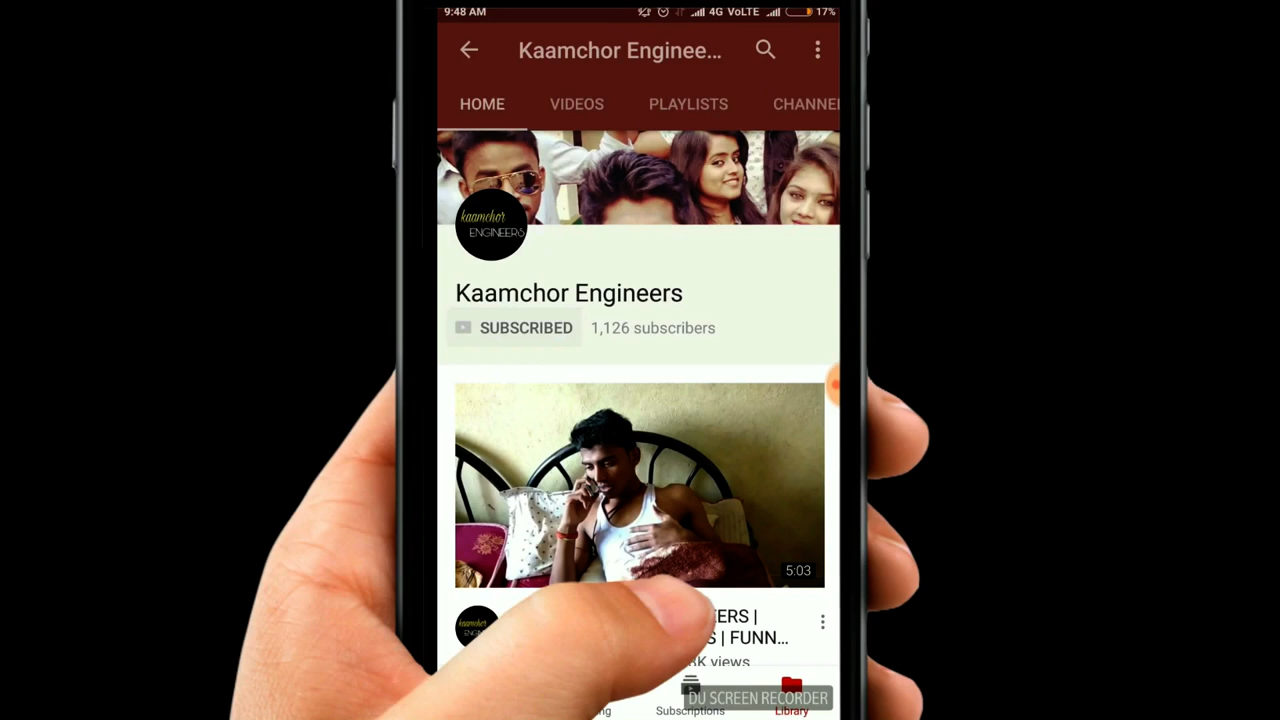 9:48 AM 4G VoLTE 17%
Kaamchor Enginee...
HOME VIDEOS PLAYLISTS CHANNEL
kaamchor
ENGINEERS
Kaamchor Engineers
SUBSCRIBED 1,126 subscribers
5:03
ERS |
S | FUNN...
K views
DU SCREEN RECORDER
Subscriptions Library